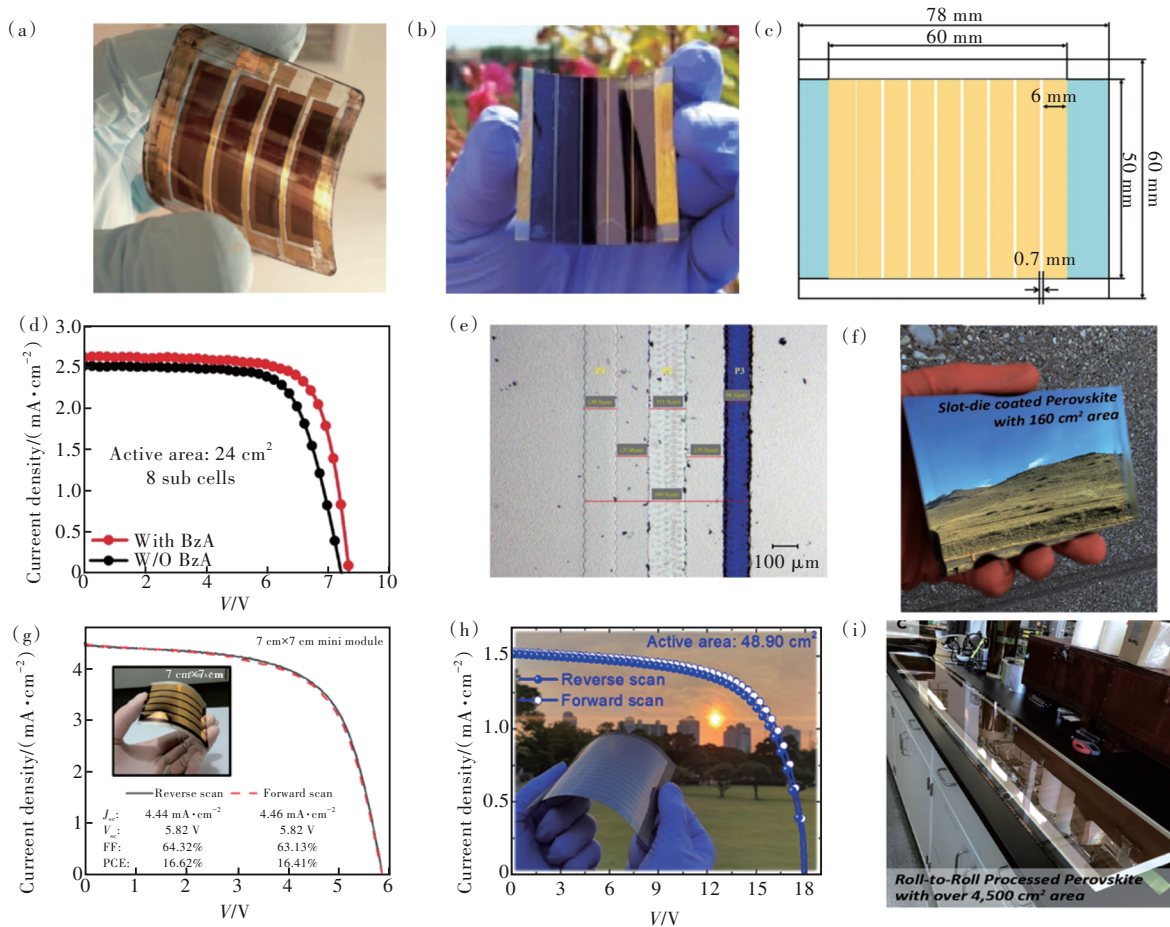 (a)
(b)
(c)
78 mm
60 mm
6 mm
50 mm
60 mm
0.7 mm
(d)
3.0
2.5
2.0
1.5
1.0
0.5
0
Curreent density/(mA·cm⁻²)
Active area: 24 cm²
8 sub cells
With BzA
W/O BzA
0 2 4 6 7 8 10
V/V
(e)
P2
P3
100 μm
(f)
Slot-die coated Perovskite
with 160 cm² area
(g)
4
3
2
1
0
Curreent density/(mA·cm⁻²)
7 cm×7 cm mini module
7 cm×7 cm
Reverse scan Forward scan
Jsc: 4.44 mA·cm⁻² 4.46 mA·cm⁻²
5.82 V 5.82 V
FF: 64.32% 63.13%
PCE: 16.62% 16.41%
0 1 2 3 4 5 6
V/V
(h)
1.5
1.0
0.5
0
Curreent density/(mA·cm⁻²)
Active area: 48.90 cm²
Reverse scan
Forward scan
0 3 6 9 12 15 18
V/V
(i)
C
Roll-to-Roll Processed Perovskite
with over 4,500 cm² area